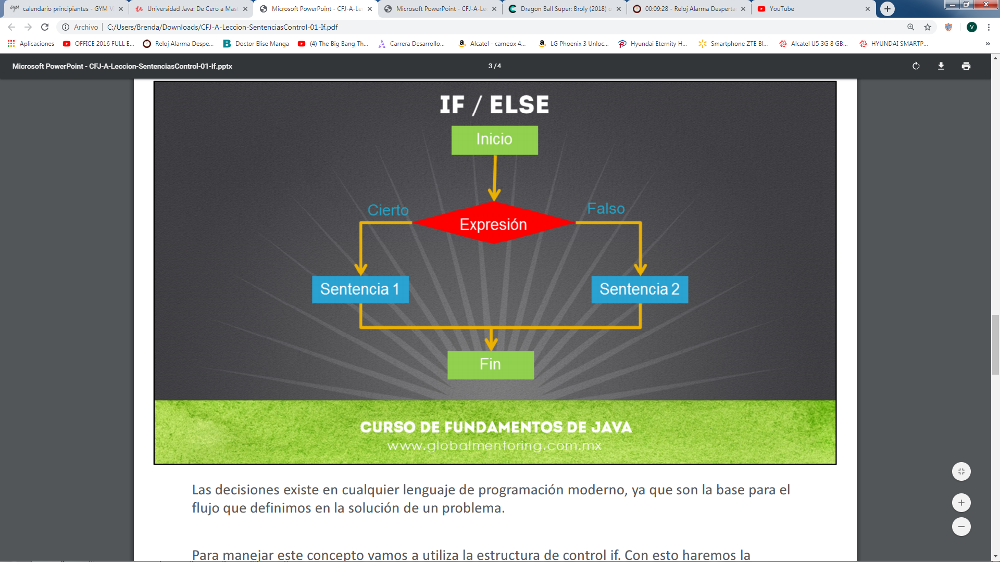 calendario principiantes - GYM V
Universidad Java: De Cero a Mast
Microsoft PowerPoint - CFJ-A-Le
Microsoft PowerPoint - CFJ-A-Le
Dragon Ball Super: Broly (2018) o
00:09:28 - Reloj Alarma Desperta
YouTube
Archivo
C:/Users/Brenda/Downloads/CFJ-A-Leccion-SentenciasControl-01-If.pdf
V
Aplicaciones
OFFICE 2016 FULL E...
Reloj Alarma Despe...
Doctor Elise Manga
(4) The Big Bang Th...
Carrera Desarrollo...
Alcatel - cameox 4...
LG Phoenix 3 Unloc...
Hyundai Eternity H...
Smartphone ZTE Bl...
Alcatel U5 3G 8 GB...
HYUNDAI SMARTP...
Microsoft PowerPoint - CFJ-A-Leccion-SentenciasControl-01-If.pptx
3 / 4
IF / ELSE
Inicio
Cierto
Falso
Expresión
Sentencia 1
Sentencia 2
Fin
CURSO DE FUNDAMENTOS DE JAVA
www.globalmentoring.com.mx
Las decisiones existe en cualquier lenguaje de programación moderno, ya que son la base para el
flujo que definimos en la solución de un problema.
Para manejar este concepto vamos a utiliza la estructura de control if. Con esto haremos la